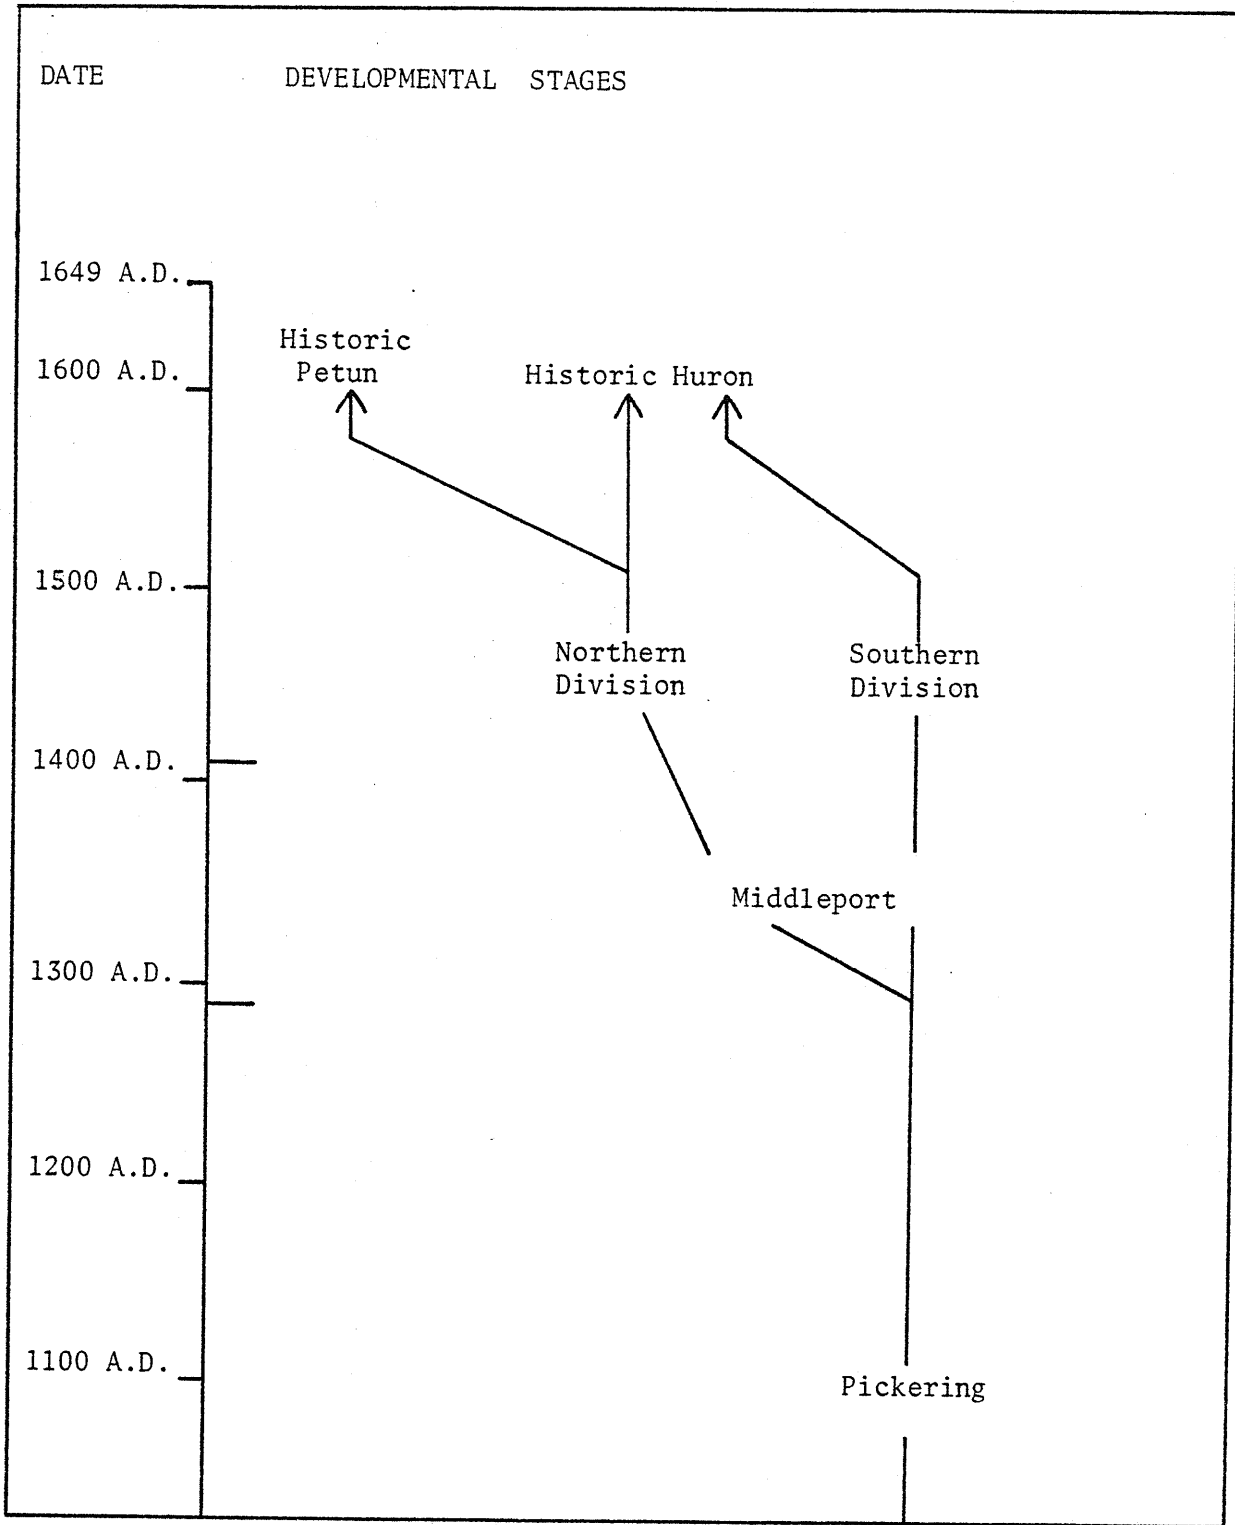 DATE DEVELOPMENTAL STAGES
1649 A.D.
Historic
Petun
1600 A.D.
Historic Huron
1500 A.D.
Northern
Division
Southern
Division
1400 A.D.
Middleport
1300 A.D.
1200 A.D.
1100 A.D.
Pickering